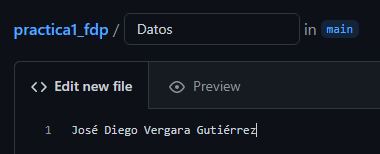 practica1_fdp / Datos in main
Edit new file Preview
1 José Diego Vergara Gutiérrez